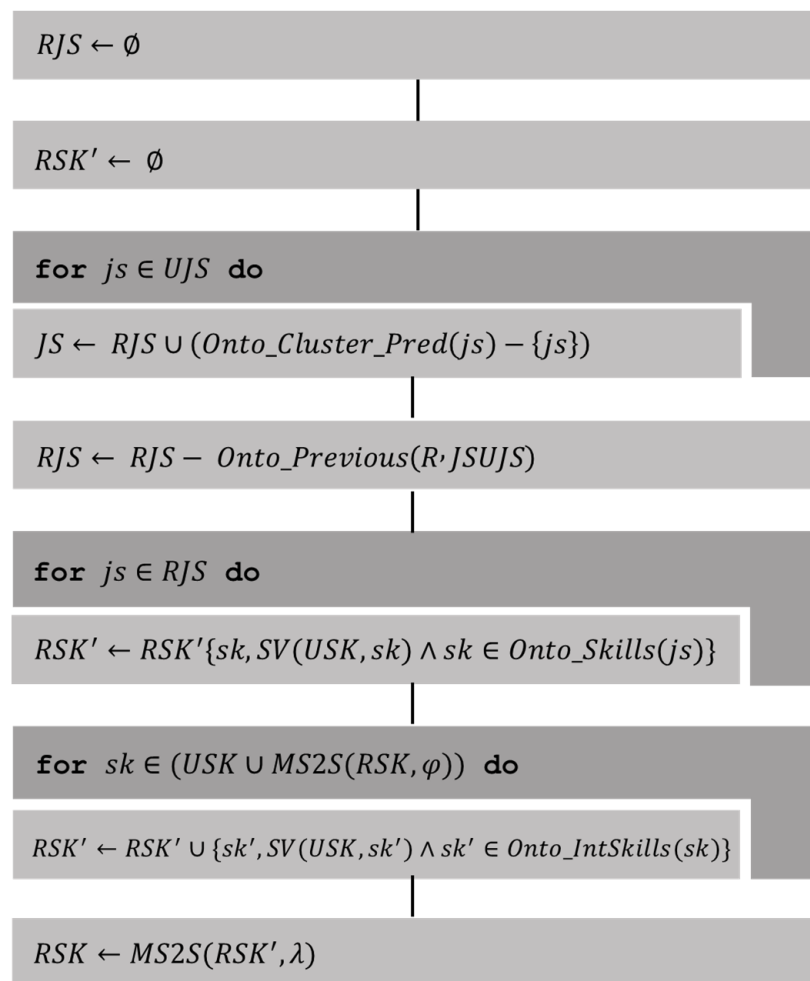 RJS ← ∅
RSK′ ← ∅
for js ∈ UJS do
JS ← RJS ∪ (Onto_Cluster_Pred(js) − {js})
RJS ← RJS − Onto_Previous(R,JSUJS)
for js ∈ RJS do
RSK′ ← RSK′{sk, SV(USK, sk) ∧ sk ∈ Onto_Skills(js)}
for sk ∈ (USK ∪ MS2S(RSK, φ)) do
RSK′ ← RSK′ ∪ {sk′, SV(USK, sk′) ∧ sk′ ∈ Onto_IntSkills(sk)}
RSK ← MS2S(RSK′, λ)